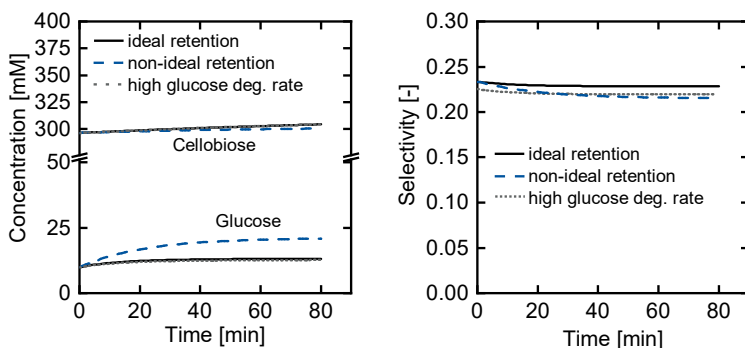 Concentration [mM]
400
350
300
50
25
0
ideal retention
non-ideal retention
high glucose deg. rate
Cellobiose
Glucose
0 20 40 60 80
Time [min]
Selectivity [-]
0.30
0.25
0.20
0.15
0.10
0.05
0.00
ideal retention
non-ideal retention
high glucose deg. rate
0 20 40 60 80
Time [min]